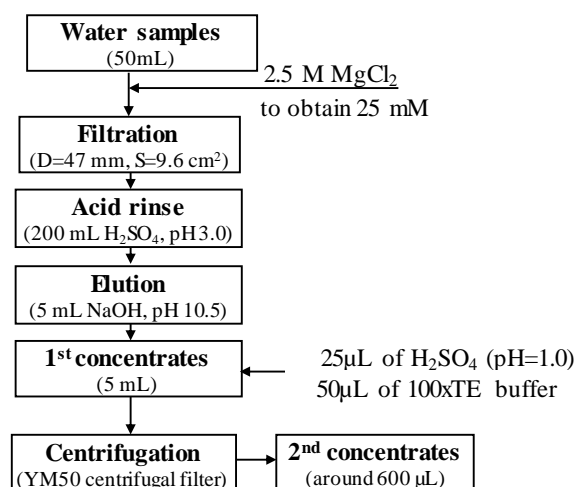 Water samples
(50mL)
2.5 M MgCl₂
to obtain 25 mM
Filtration
(D=47 mm, S=9.6 cm²)
Acid rinse
(200 mL H₂SO₄, pH 3.0)
Elution
(5 mL NaOH, pH 10.5)
1st concentrates
(5 mL)
25µL of H₂SO₄ (pH=1.0)
50µL of 100xTE buffer
Centrifugation
(YM50 centrifugal filter)
2nd concentrates
(around 600 µL)